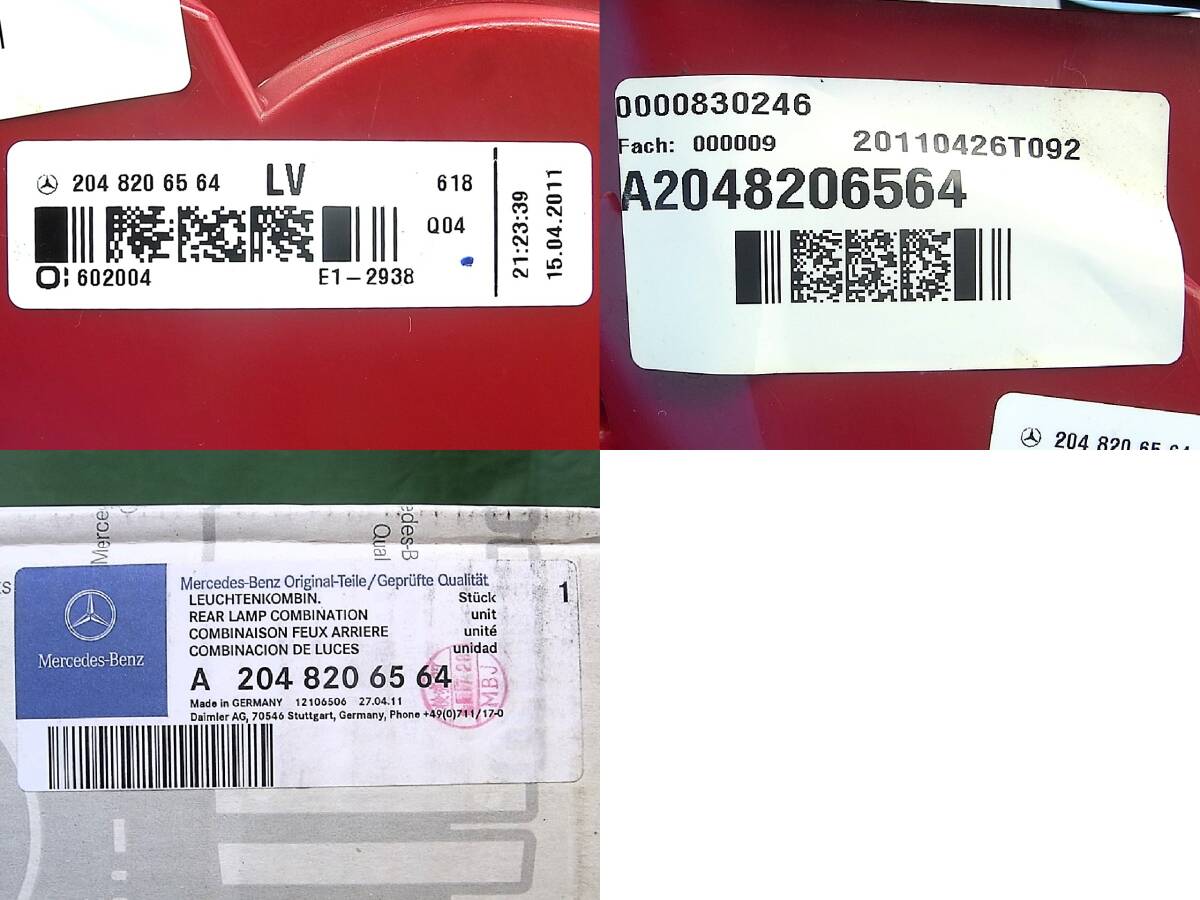 204 820 65 64 LV 618
Q04
602004 E1-2938
21:23:39
15.04.2011
0000830246
Fach: 000009 20110426T092
A2048206564
204 820 65 64
Mercedes-Benz
Mercedes-Benz Original-Teile/Geprüfte Qualität
LEUCHTENKOMBIN. Stück 1
REAR LAMP COMBINATION unit
COMBINAISON FEUX ARRIERE unité
COMBINACION DE LUCES unidad
A 204 820 65 64
MBJ
Made in GERMANY 12106506 27.04.11
Daimler AG, 70546 Stuttgart, Germany, Phone +49(0)711/17-0